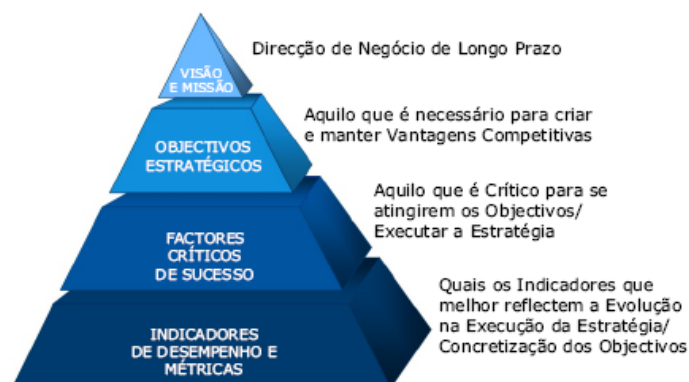 VISÃO
E MISSÃO
Direcção de Negócio de Longo Prazo
OBJECTIVOS
ESTRATÉGICOS
Aquilo que é necessário para criar
e manter Vantagens Competitivas
FACTORES
CRÍTICOS
DE SUCESSO
Aquilo que é Crítico para se
atingirem os Objectivos/
Executar a Estratégia
INDICADORES
DE DESEMPENHO E
MÉTRICAS
Quais os Indicadores que
melhor reflectem a Evolução
na Execução da Estratégia/
Concretização dos Objectivos